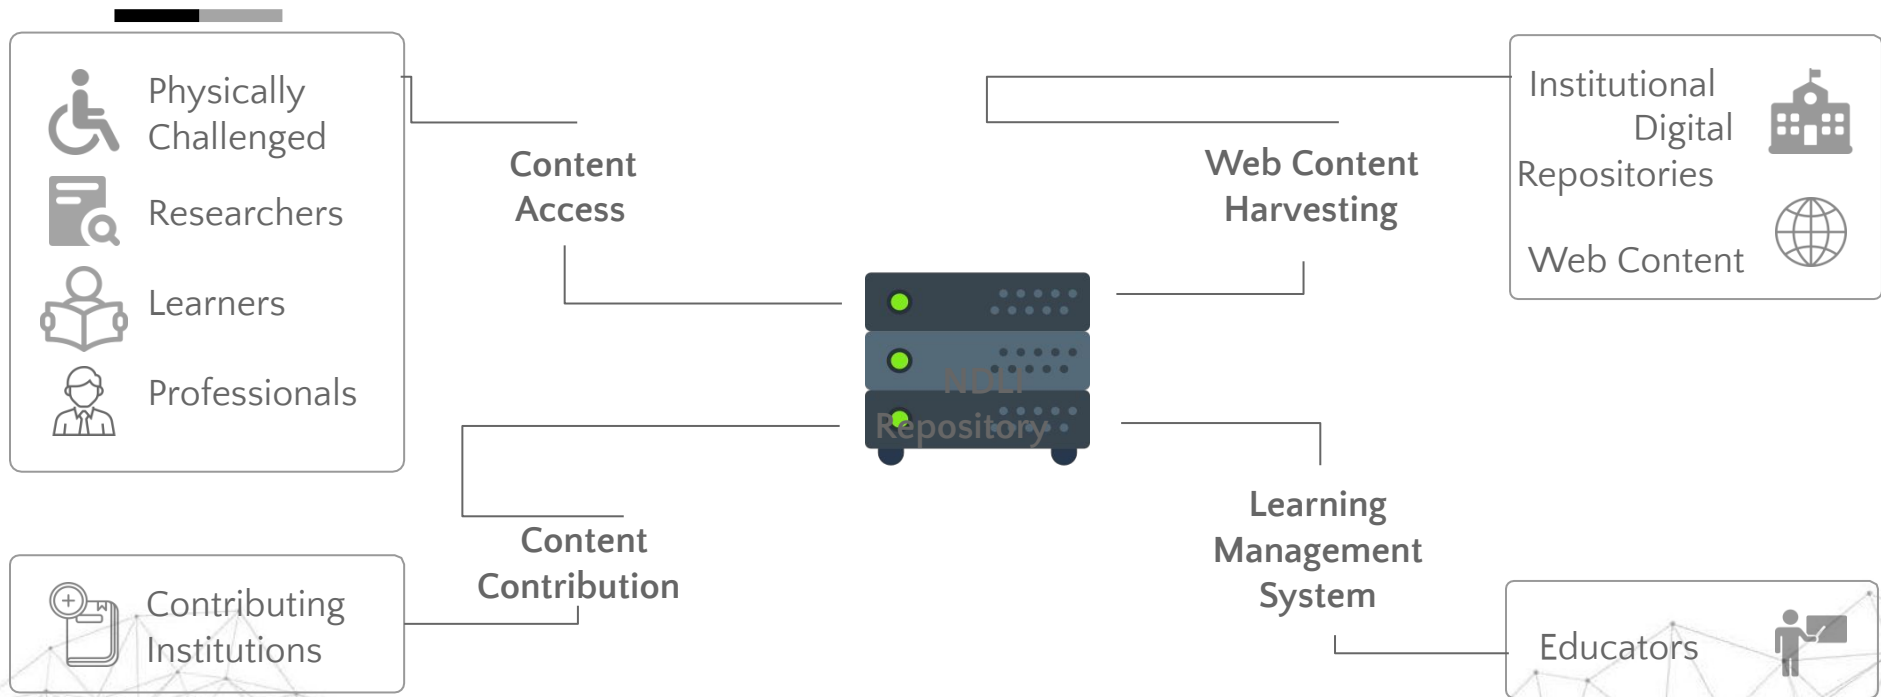 Physically
Challenged
Researchers
Learners
Professionals
Content
Access
Web Content
Harvesting
Institutional
Digital
Repositories
Web Content
NDLI
Repository
Content
Contribution
Contributing
Institutions
Learning
Management
System
Educators